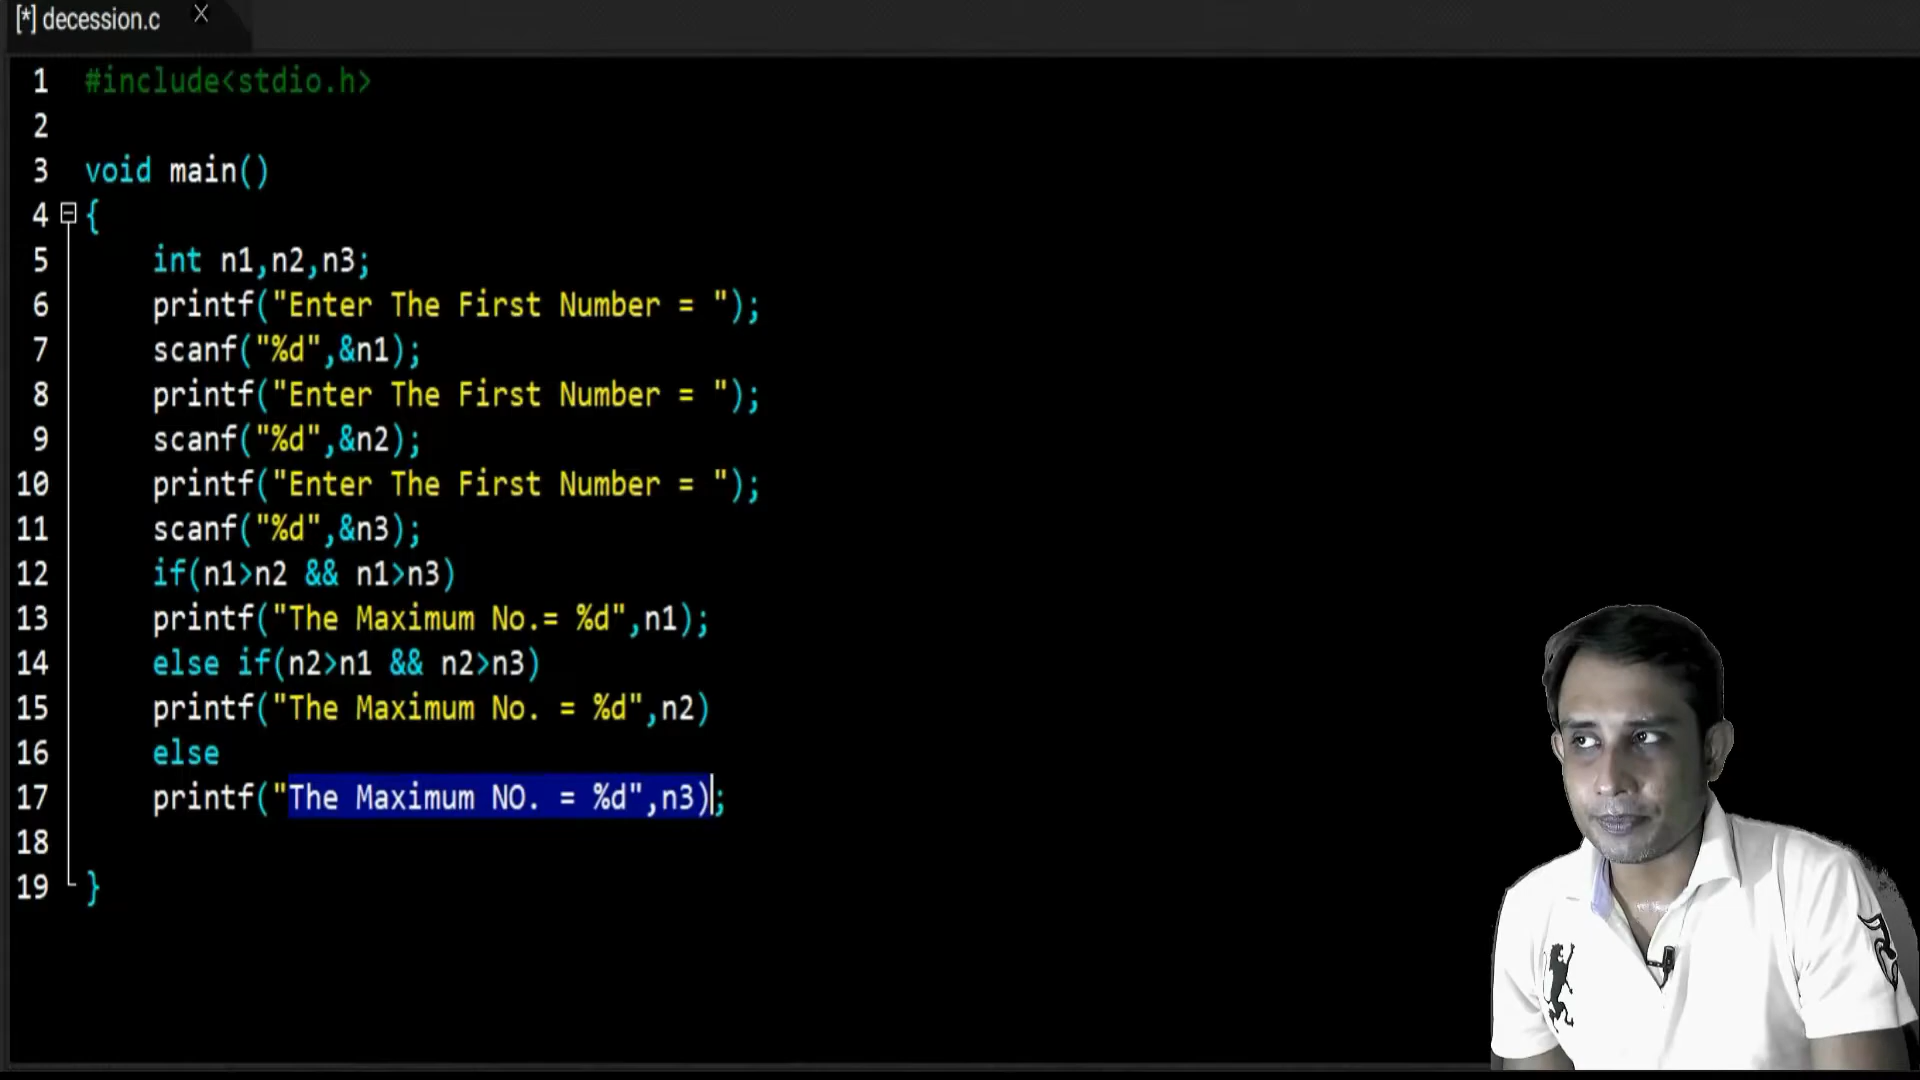 [*] decession.c
1 #include<stdio.h>
2
3 void main()
4 {
5 int n1,n2,n3;
6 printf("Enter The First Number = ");
7 scanf("%d",&n1);
8 printf("Enter The First Number = ");
9 scanf("%d",&n2);
10 printf("Enter The First Number = ");
11 scanf("%d",&n3);
12 if(n1>n2 && n1>n3)
13 printf("The Maximum No.= %d",n1);
14 else if(n2>n1 && n2>n3)
15 printf("The Maximum No. = %d",n2)
16 else
17 printf("The Maximum NO. = %d",n3);
18
19 }